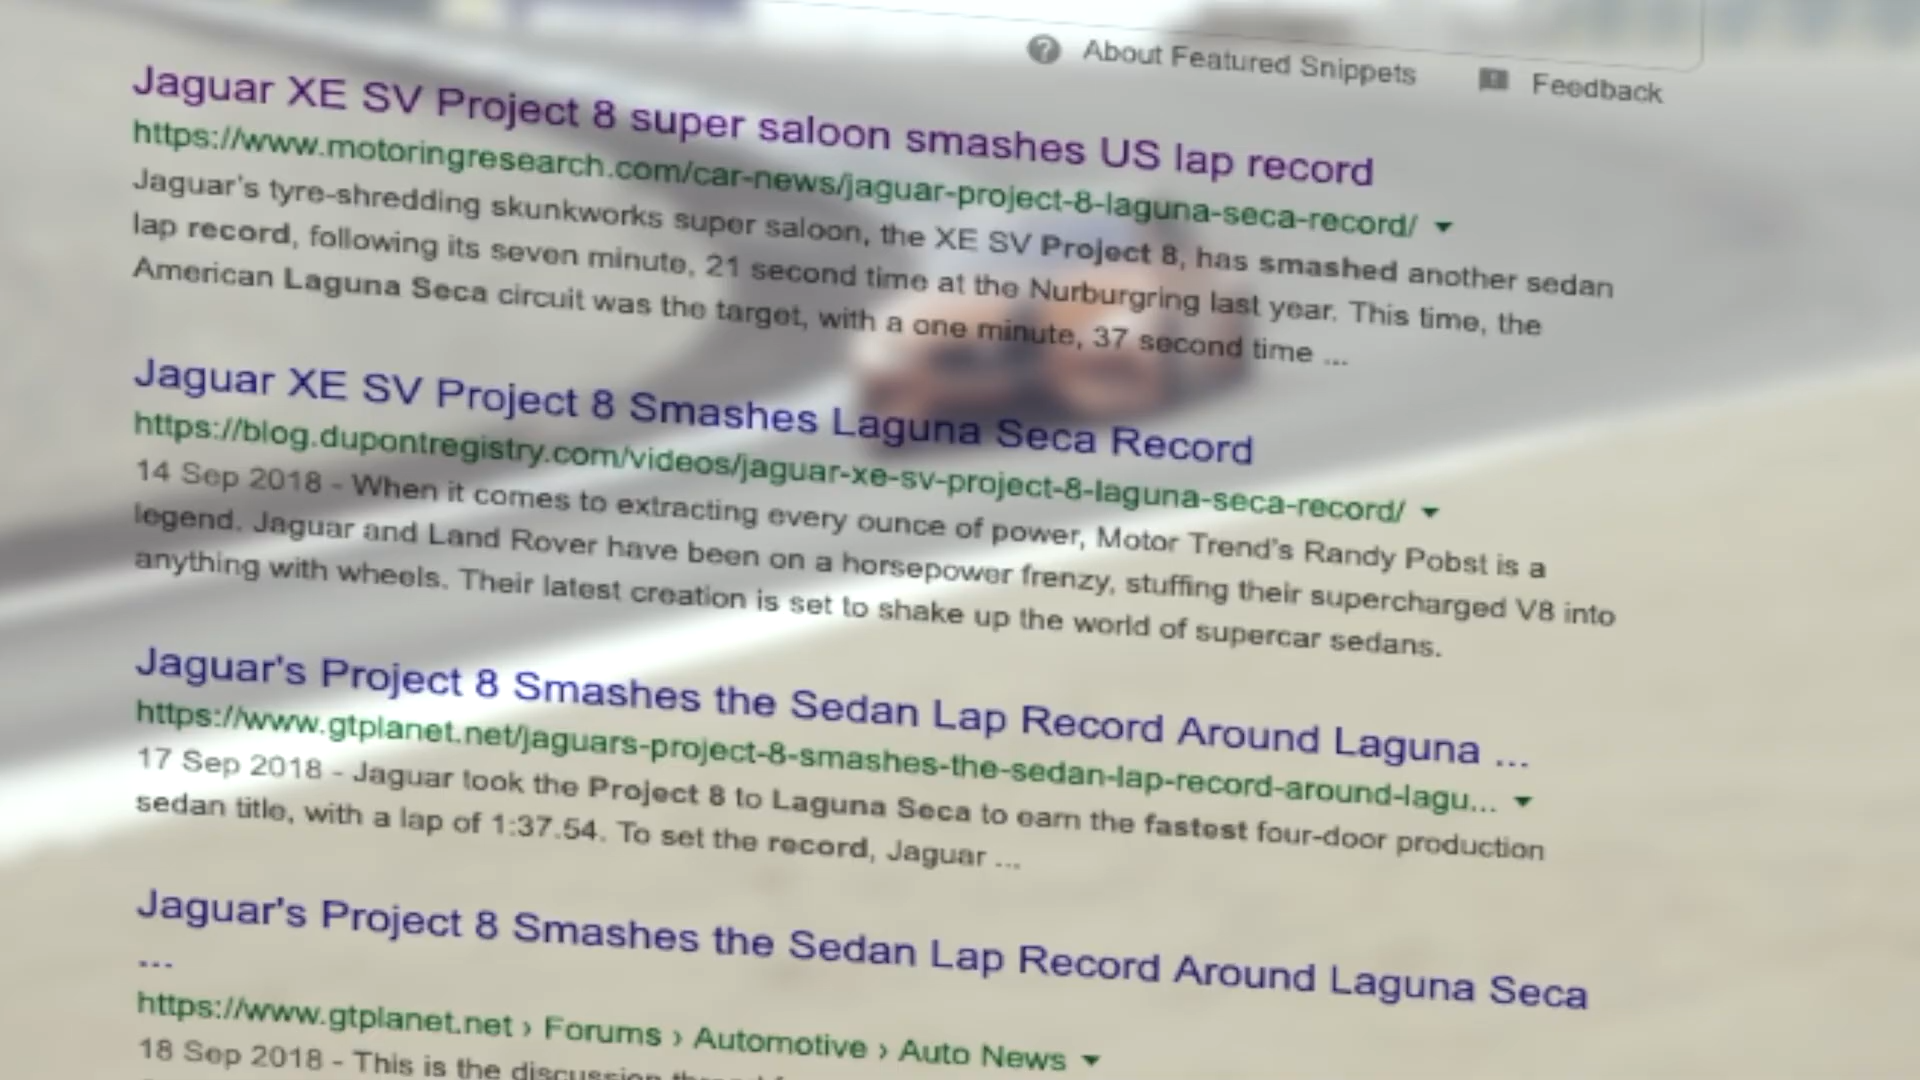 About Featured Snippets Feedback
Jaguar XE SV Project 8 super saloon smashes US lap record
https://www.motoringresearch.com/car-news/jaguar-project-8-laguna-seca-record/
Jaguar's tyre-shredding skunkworks super saloon, the XE SV Project 8, has smashed another sedan
lap record, following its seven minute, 21 second time at the Nurburgring last year. This time, the
American Laguna Seca circuit was the target, with a one minute, 37 second time ...
Jaguar XE SV Project 8 Smashes Laguna Seca Record
https://blog.dupontregistry.com/videos/jaguar-xe-sv-project-8-laguna-seca-record/
14 Sep 2018 - When it comes to extracting every ounce of power, Motor Trend's Randy Pobst is a
legend. Jaguar and Land Rover have been on a horsepower frenzy, stuffing their supercharged V8 into
anything with wheels. Their latest creation is set to shake up the world of supercar sedans.
Jaguar's Project 8 Smashes the Sedan Lap Record Around Laguna ...
https://www.gtplanet.net/jaguars-project-8-smashes-the-sedan-lap-record-around-lagu...
17 Sep 2018 - Jaguar took the Project 8 to Laguna Seca to earn the fastest four-door production
sedan title, with a lap of 1:37.54. To set the record, Jaguar ...
Jaguar's Project 8 Smashes the Sedan Lap Record Around Laguna Seca
...
https://www.gtplanet.net › Forums › Automotive › Auto News
18 Sep 2018 - This is the discussion